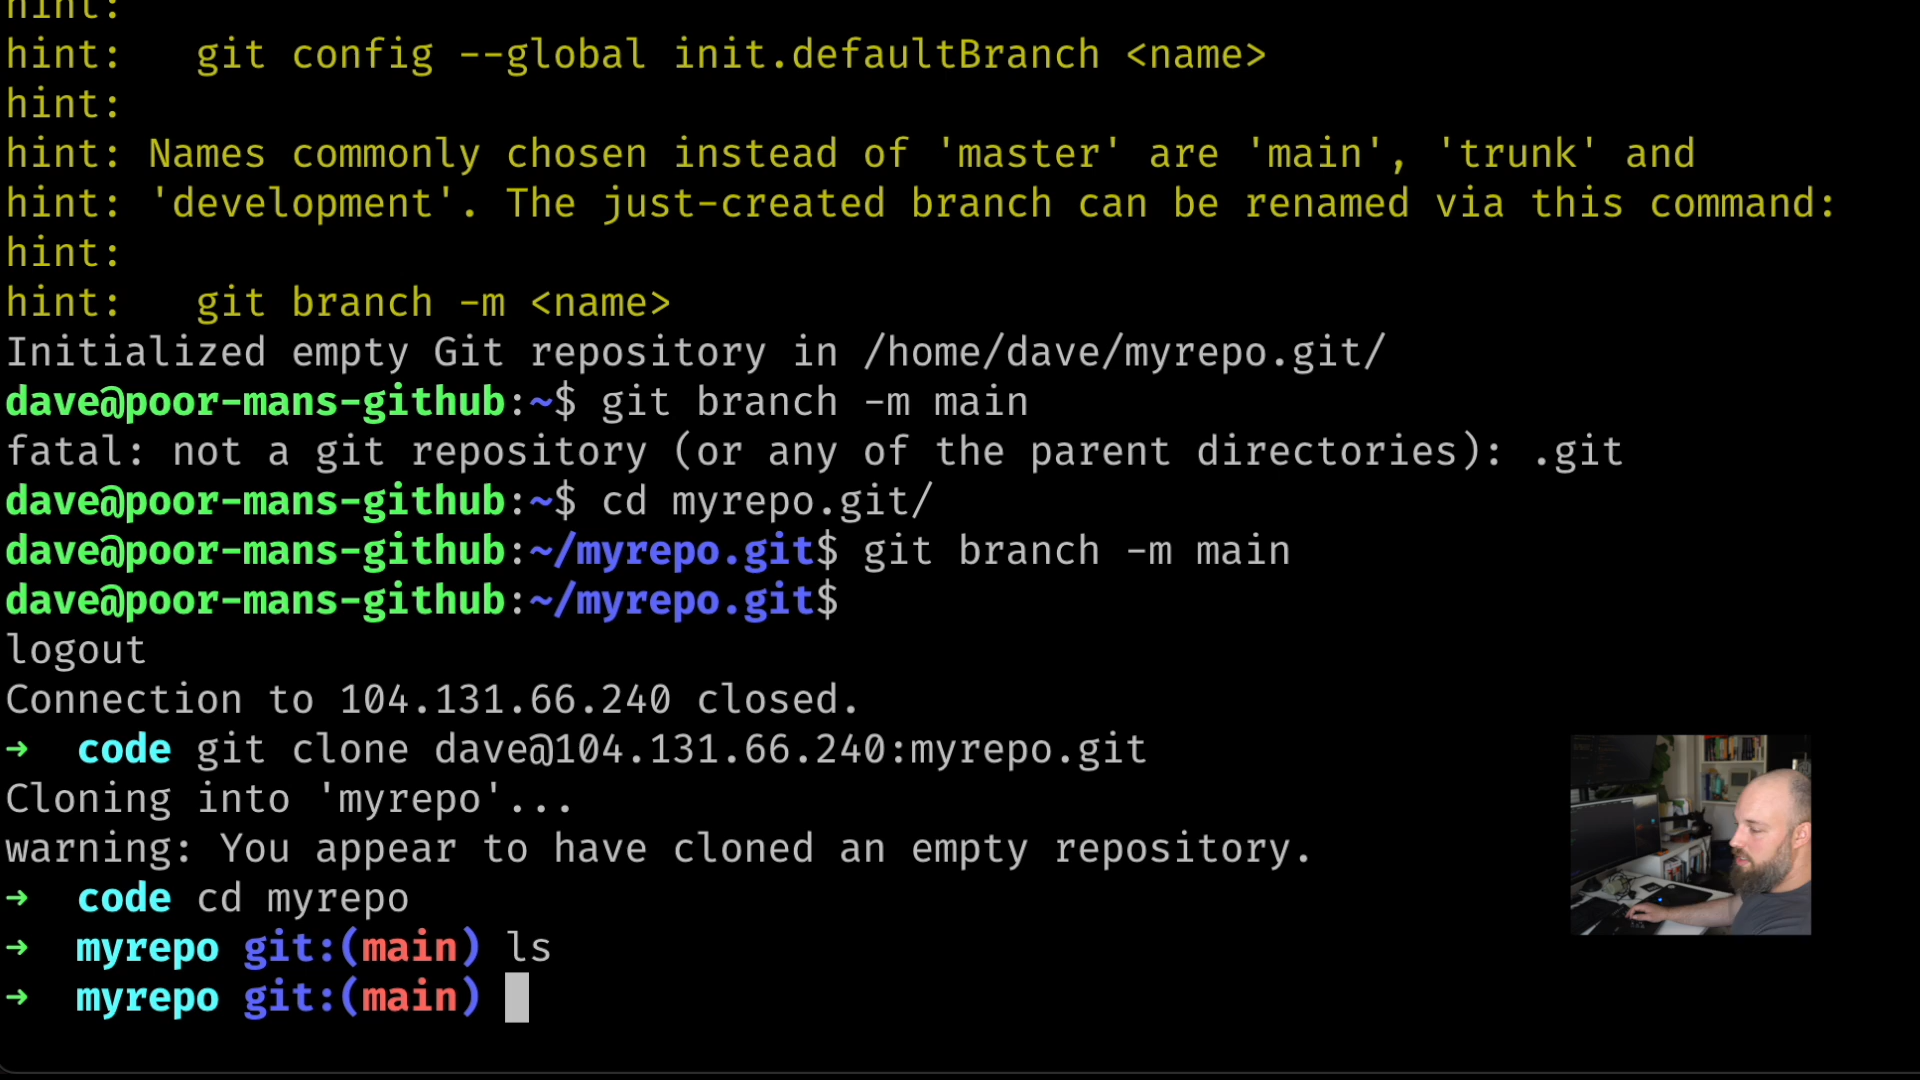 hint:
hint:   git config --global init.defaultBranch <name>
hint:
hint: Names commonly chosen instead of 'master' are 'main', 'trunk' and
hint: 'development'. The just-created branch can be renamed via this command:
hint:
hint:   git branch -m <name>
Initialized empty Git repository in /home/dave/myrepo.git/
dave@poor-mans-github:~$ git branch -m main
fatal: not a git repository (or any of the parent directories): .git
dave@poor-mans-github:~$ cd myrepo.git/
dave@poor-mans-github:~/myrepo.git$ git branch -m main
dave@poor-mans-github:~/myrepo.git$
logout
Connection to 104.131.66.240 closed.
→  code git clone dave@104.131.66.240:myrepo.git
Cloning into 'myrepo'...
warning: You appear to have cloned an empty repository.
→  code cd myrepo
→  myrepo git:(main) ls
→  myrepo git:(main)